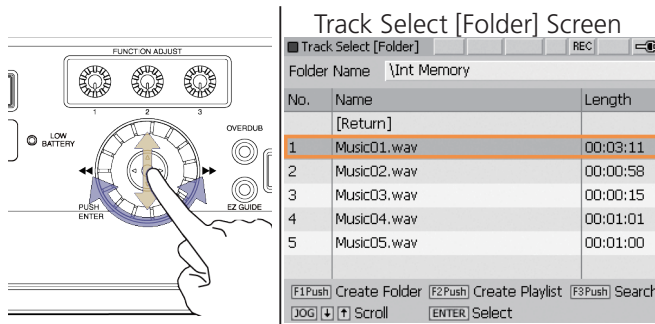 FUNCTION ADJUST
1 2 3
LOW
BATTERY
OVERDUB
PUSH
ENTER
EZ GUIDE
Track Select [Folder] Screen
Track Select [Folder] REC
Folder Name \Int Memory
No. Name Length
[Return]
1 Music01.wav 00:03:11
2 Music02.wav 00:00:58
3 Music03.wav 00:00:15
4 Music04.wav 00:01:01
5 Music05.wav 00:01:00
F1Push Create Folder F2Push Create Playlist F3Push Search
JOG ↓ ↑ Scroll ENTER Select